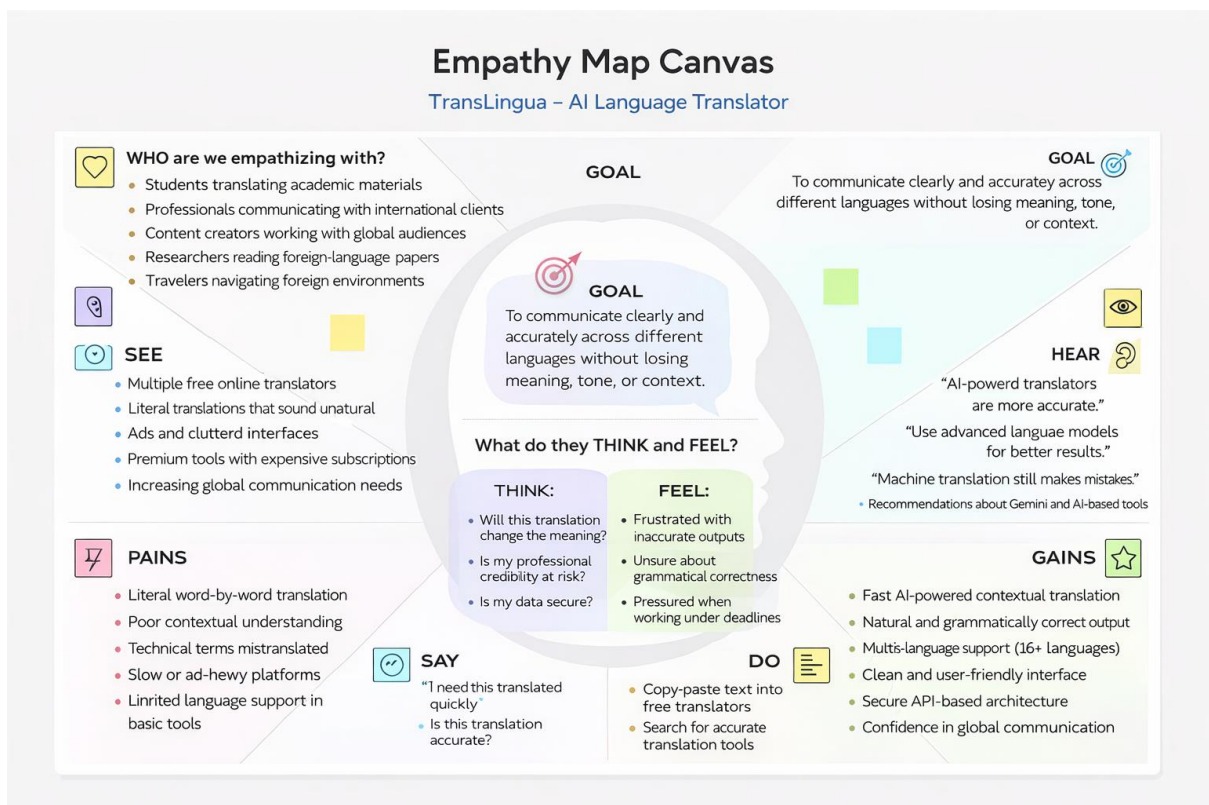 Empathy Map Canvas
TransLingua – AI Language Translator
WHO are we empathizing with?
• Students translating academic materials
• Professionals communicating with international clients
• Content creators working with global audiences
• Researchers reading foreign-language papers
• Travelers navigating foreign environments
GOAL
GOAL
To communicate clearly and accuratey across
different languages without losing meaning, tone,
or context.
GOAL
To communicate clearly and
accurately across different
languages without losing
meaning, tone, or context.
SEE
• Multiple free online translators
• Literal translations that sound unatural
• Ads and clutterd interfaces
• Premium tools with expensive subscriptions
• Increasing global communication needs
HEAR
“AI-powerd translators
are more accurate.”
“Use advanced languae models
for better results.”
“Machine translation still makes mistakes.”
• Recommendations about Gemini and AI-based tools
What do they THINK and FEEL?
THINK:
• Will this translation
change the meaning?
• Is my professional
credibility at risk?
• Is my data secure?
FEEL:
• Frustrated with
inaccurate outputs
• Unsure about
grammatical correctness
• Pressured when
working under deadlines
PAINS
• Literal word-by-word translation
• Poor contextual understanding
• Technical terms mistranslated
• Slow or ad-hewy platforms
• Linrited language support in
basic tools
SAY
“I need this translated
quickly”
• Is this translation
accurate?
DO
• Copy-paste text into
free translators
• Search for accurate
translation tools
GAINS
• Fast AI-powered contextual translation
• Natural and grammatically correct output
• Multis-language support (16+ languages)
• Clean and user-friendly interface
• Secure API-based architecture
• Confidence in global communication